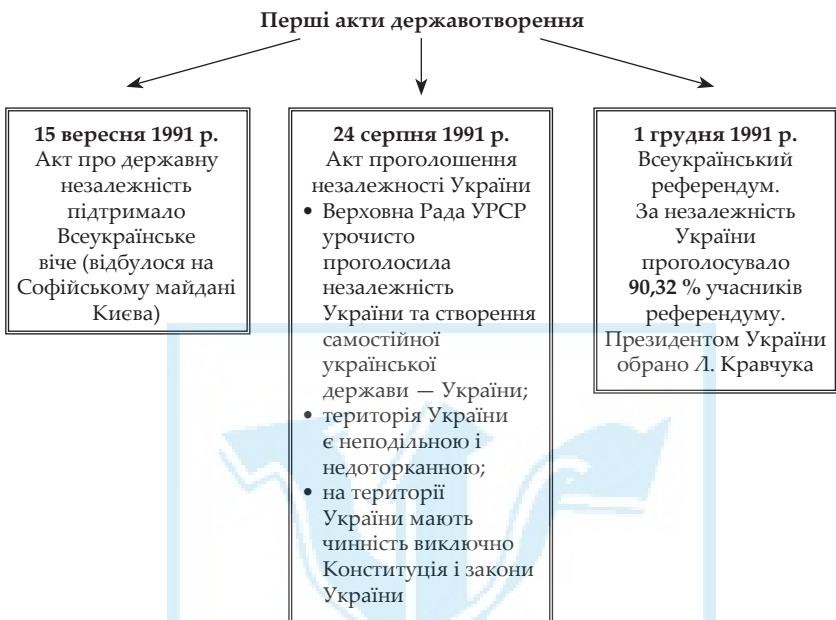 Перші акти державотворення
15 вересня 1991 р.
Акт про державну
незалежність
підтримало
Всеукраїнське
віче (відбулося на
Софійському майдані
Києва)
24 серпня 1991 р.
Акт проголошення
незалежності України
• Верховна Рада УРСР
урочисто
проголосила
незалежність
України та створення
самостійної
української
держави — України;
• територія України
є неподільною і
недоторканною;
• на території
України мають
чинність виключно
Конституція і закони
України
1 грудня 1991 р.
Всеукраїнський
референдум.
За незалежність
України
проголосувало
90,32 % учасників
референдуму.
Президентом України
обрано Л. Кравчука